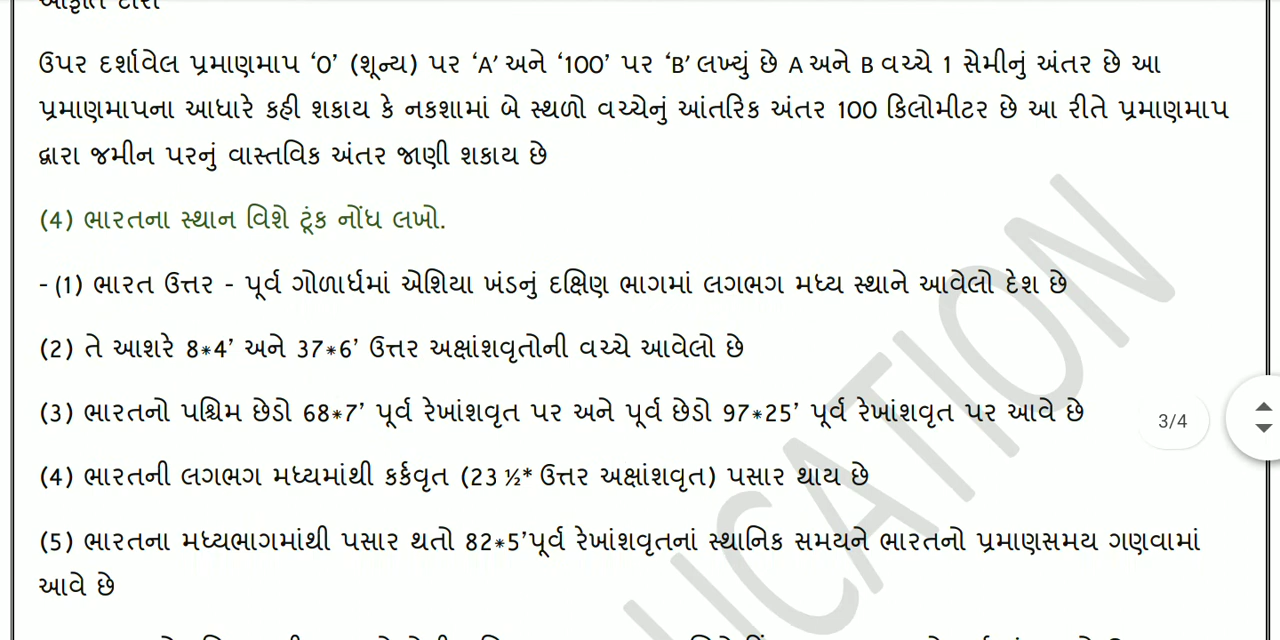 ઉપર દર્શાવેલ પ્રમાણમાપ ‘0’ (શૂન્ય) પર ‘A’ અને ‘100’ પર ‘B’ લખ્યું છે A અને B વચ્ચે 1 સેમીનું અંતર છે આ
પ્રમાણમાપના આધારે કહી શકાય કે નકશામાં બે સ્થળો વચ્ચેનું આંતરિક અંતર 100 કિલોમીટર છે આ રીતે પ્રમાણમાપ
દ્વારા જમીન પરનું વાસ્તવિક અંતર જાણી શકાય છે
(4) ભારતના સ્થાન વિશે ટૂંક નોંધ લખો.
- (1) ભારત ઉત્તર - પૂર્વ ગોળાર્ધમાં એશિયા ખંડનું દક્ષિણ ભાગમાં લગભગ મધ્ય સ્થાને આવેલો દેશ છે
(2) તે આશરે 8*4’ અને 37*6’ ઉત્તર અક્ષાંશવૃતોની વચ્ચે આવેલો છે
(3) ભારતનો પશ્ચિમ છેડો 68*7’ પૂર્વ રેખાંશવૃત પર અને પૂર્વ છેડો 97*25’ પૂર્વ રેખાંશવૃત પર આવે છે
3/4
(4) ભારતની લગભગ મધ્યમાંથી કર્કવૃત (23 ½* ઉત્તર અક્ષાંશવૃત) પસાર થાય છે
(5) ભારતના મધ્યભાગમાંથી પસાર થતો 82*5’પૂર્વ રેખાંશવૃતનાં સ્થાનિક સમયને ભારતનો પ્રમાણસમય ગણવામાં
આવે છે